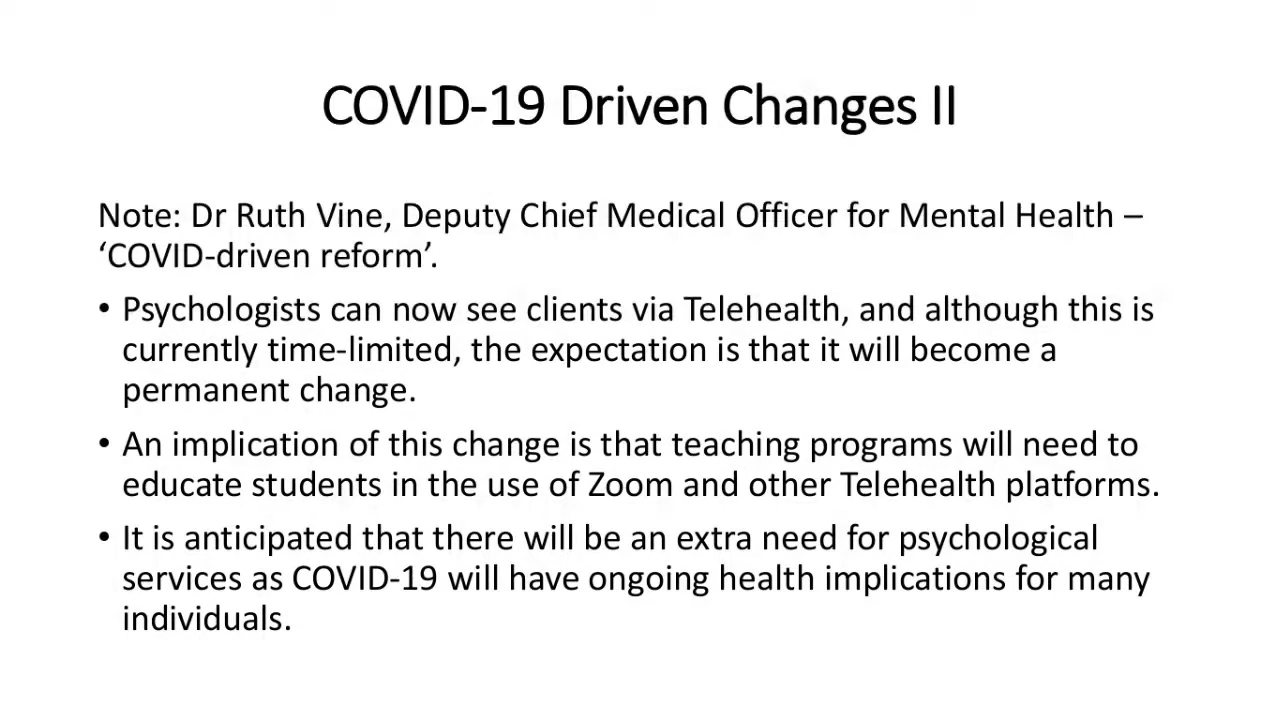 COVID-19 Driven Changes II
Note: Dr Ruth Vine, Deputy Chief Medical Officer for Mental Health –
‘COVID-driven reform’.
• Psychologists can now see clients via Telehealth, and although this is
currently time-limited, the expectation is that it will become a
permanent change.
• An implication of this change is that teaching programs will need to
educate students in the use of Zoom and other Telehealth platforms.
• It is anticipated that there will be an extra need for psychological
services as COVID-19 will have ongoing health implications for many
individuals.